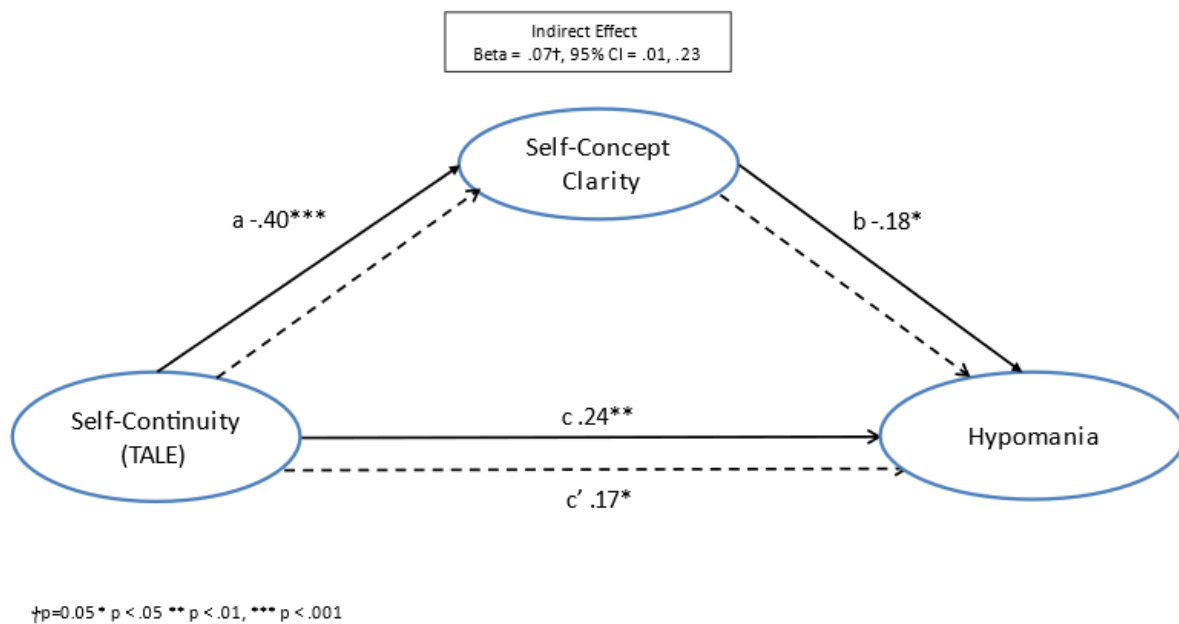 Indirect Effect
Beta = .07†, 95% CI = .01, .23
Self-Concept
Clarity
a -.40***
b -.18*
Self-Continuity
(TALE)
c .24**
Hypomania
c’ .17*
†p=0.05 * p <.05 ** p <.01, *** p <.001